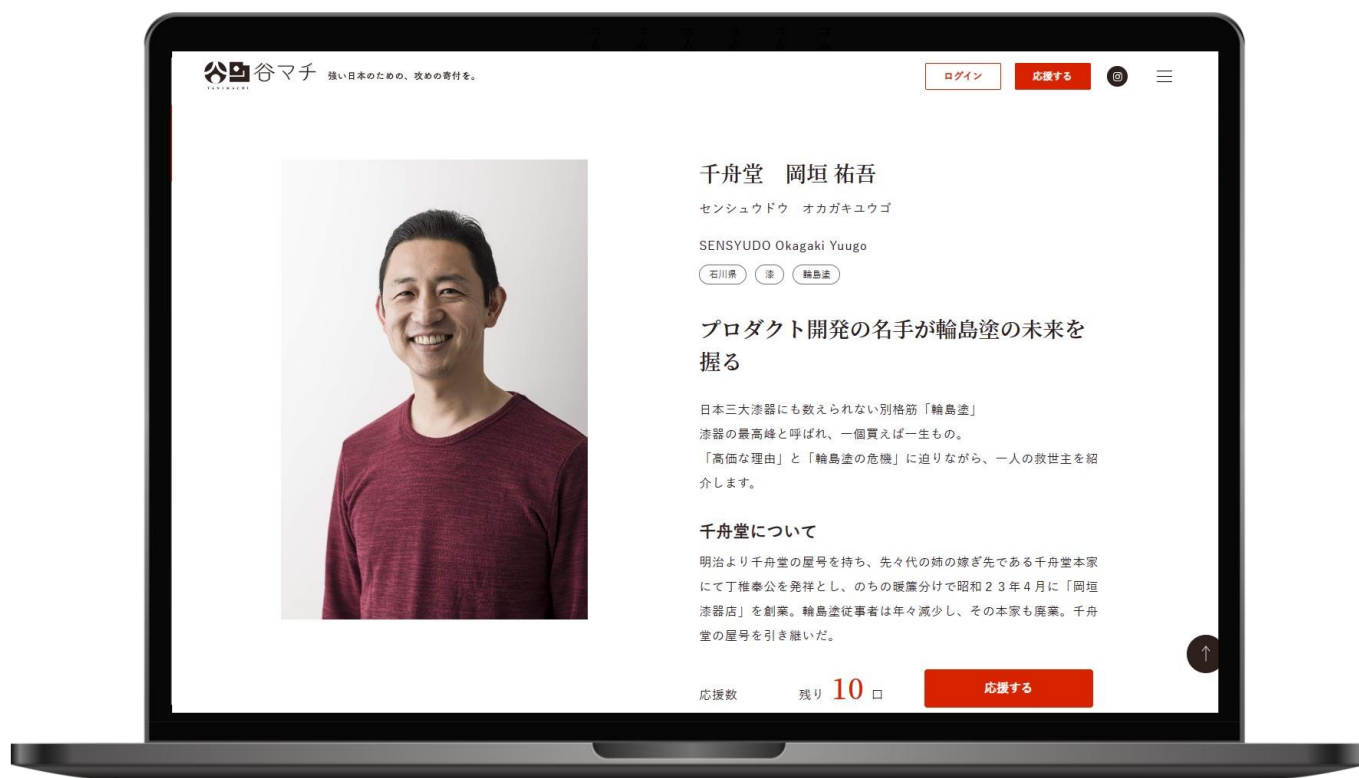 谷マチ 強い日本のための、攻めの寄付を。
TANIMACHI
ログイン
応援する
千舟堂　岡垣 祐吾
センシュウドウ　オカガキユウゴ
SENSYUDO Okagaki Yuugo
石川県 漆 輪島塗
プロダクト開発の名手が輪島塗の未来を
握る
日本三大漆器にも数えられない別格筋「輪島塗」
漆器の最高峰と呼ばれ、一個買えば一生もの。
「高価な理由」と「輪島塗の危機」に迫りながら、一人の救世主を紹
介します。
千舟堂について
明治より千舟堂の屋号を持ち、先々代の姉の嫁ぎ先である千舟堂本家
にて丁稚奉公を発祥とし、のちの暖簾分けで昭和２３年４月に「岡垣
漆器店」を創業。輪島塗従事者は年々減少し、その本家も廃業。千舟
堂の屋号を引き継いだ。
応援数 残り 10 口
応援する